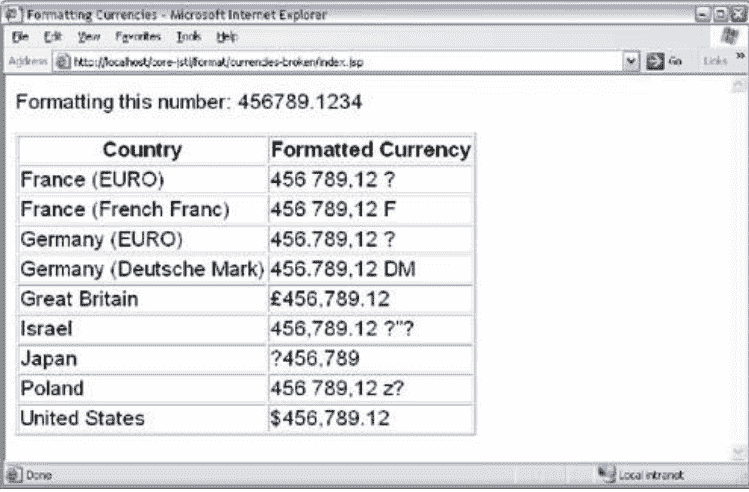 Formatting Currencies - Microsoft Internet Explorer
File Edit View Favorites Tools Help
Address http://localhost/core-jstl/format/currencies-broken/index.jsp Go Links »
Formatting this number: 456789.1234
Country Formatted Currency
France (EURO) 456 789,12 ?
France (French Franc) 456 789,12 F
Germany (EURO) 456.789,12 ?
Germany (Deutsche Mark) 456.789,12 DM
Great Britain £456,789.12
Israel 456,789.12 ?"?
Japan ?456,789
Poland 456 789,12 z?
United States $456,789.12
Done Local intranet